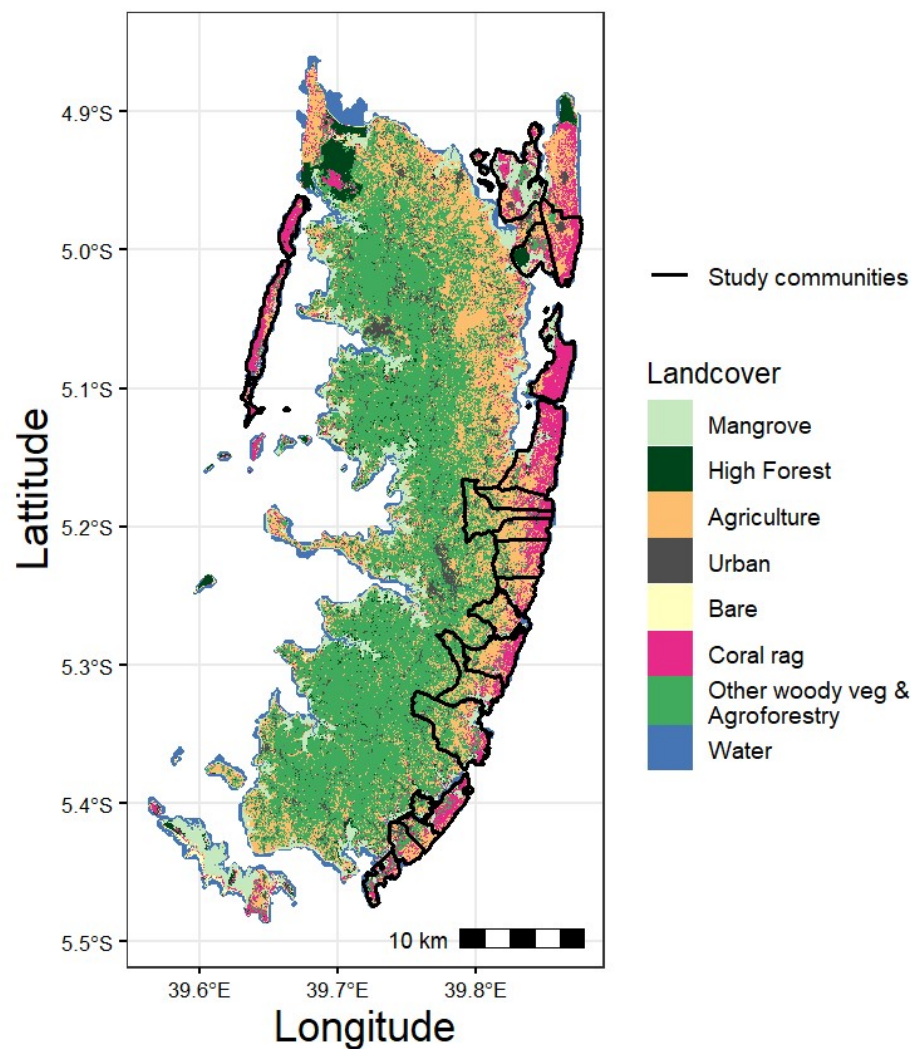 4.9°S
5.0°S
5.1°S
5.2°S
5.3°S
5.4°S
5.5°S
Lattitude
10 km
39.6°E
39.7°E
39.8°E
Longitude
Study communities
Landcover
Mangrove
High Forest
Agriculture
Urban
Bare
Coral rag
Other woody veg &
Agroforestry
Water